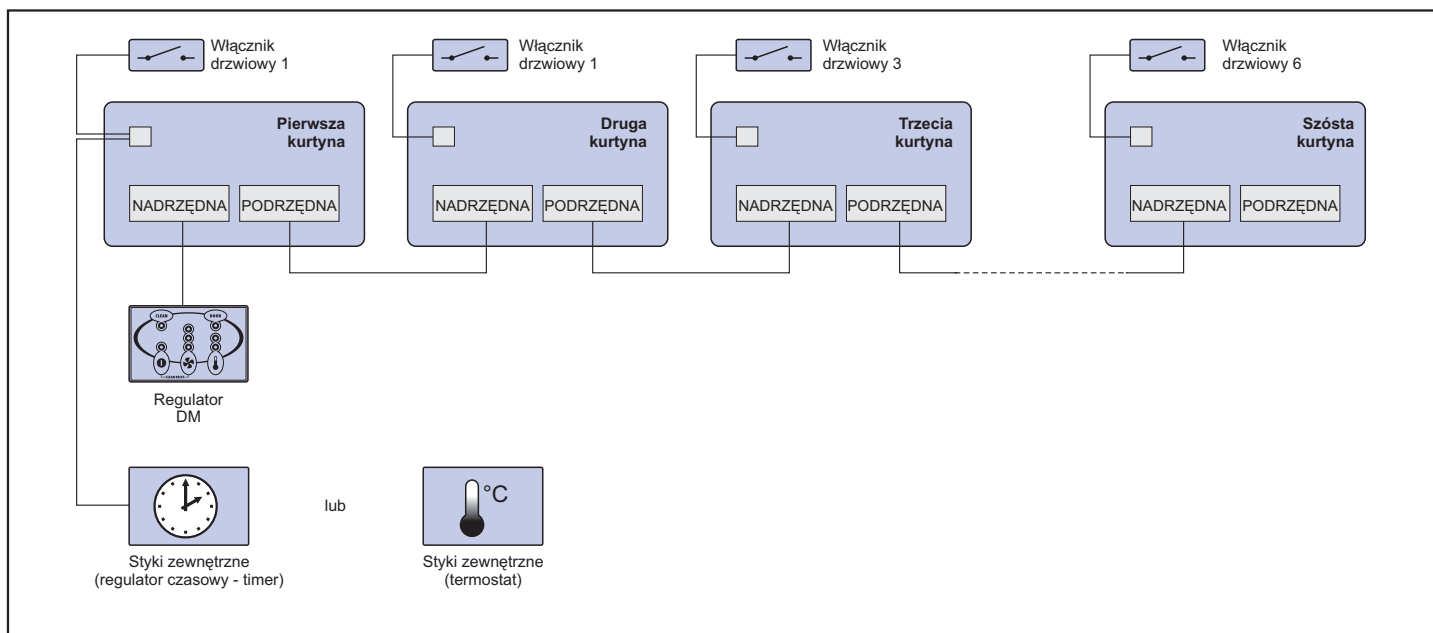 Włącznik
drzwiowy 1
Włącznik
drzwiowy 1
Włącznik
drzwiowy 3
Włącznik
drzwiowy 6
Pierwsza
kurtyna
NADRZĘDNA
PODRZĘDNA
Druga
kurtyna
NADRZĘDNA
PODRZĘDNA
Trzecia
kurtyna
NADRZĘDNA
PODRZĘDNA
Szósta
kurtyna
NADRZĘDNA
PODRZĘDNA
CLEAN
DOOR
Regulator
DM
Styki zewnętrzne
(regulator czasowy - timer)
lub
°C
Styki zewnętrzne
(termostat)